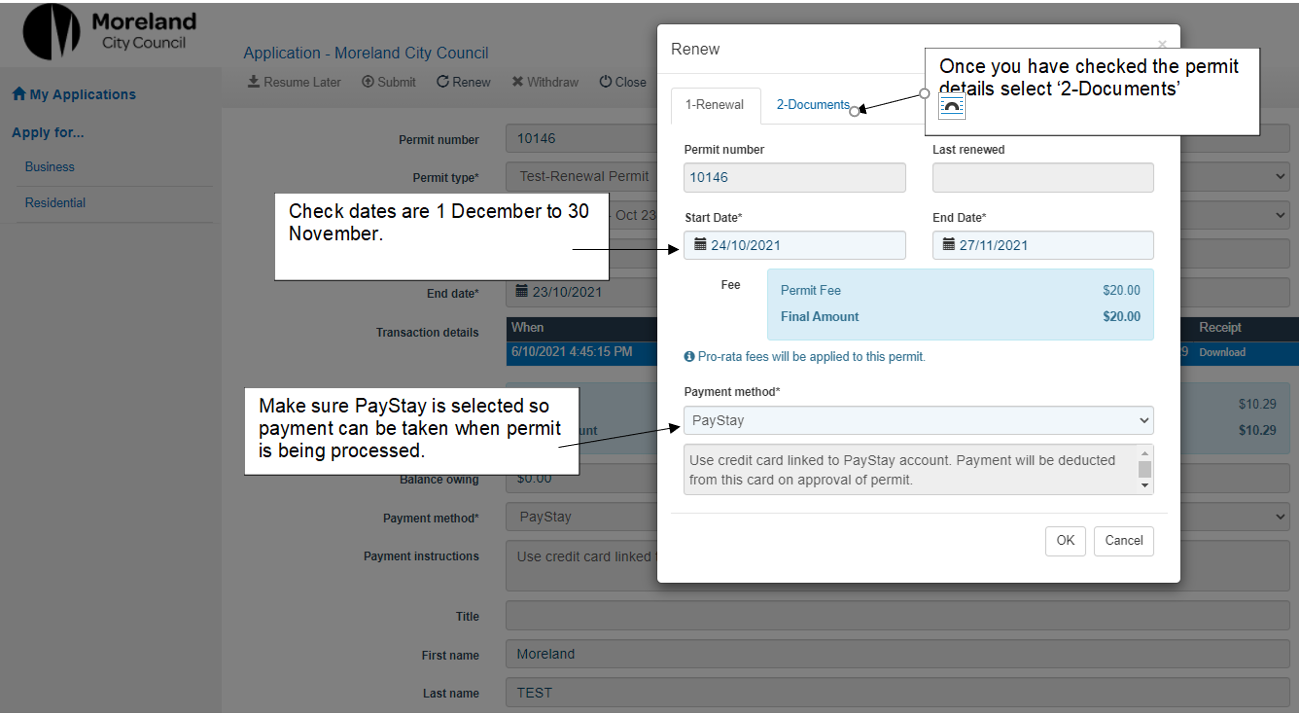 Moreland
City Council
My Applications
Apply for...
Business
Residential
Application - Moreland City Council
Resume Later Submit Renew Withdraw Close
Permit number 10146
Permit type* Test-Renewal Permit
Oct 23
End date* 23/10/2021
Transaction details When Receipt
6/10/2021 4:45:15 PM 9 Download
$10.29
unt $10.29
Balance owing $0.00
Payment method* PayStay
Payment instructions Use credit card linked
Title
First name Moreland
Last name TEST
Check dates are 1 December to 30
November.
Make sure PayStay is selected so
payment can be taken when permit
is being processed.
Renew ×
1-Renewal 2-Documents
Once you have checked the permit
details select ‘2-Documents’
Permit number Last renewed
10146
Start Date* End Date*
24/10/2021 27/11/2021
Fee Permit Fee $20.00
Final Amount $20.00
Pro-rata fees will be applied to this permit.
Payment method*
PayStay
Use credit card linked to PayStay account. Payment will be deducted
from this card on approval of permit.
OK Cancel